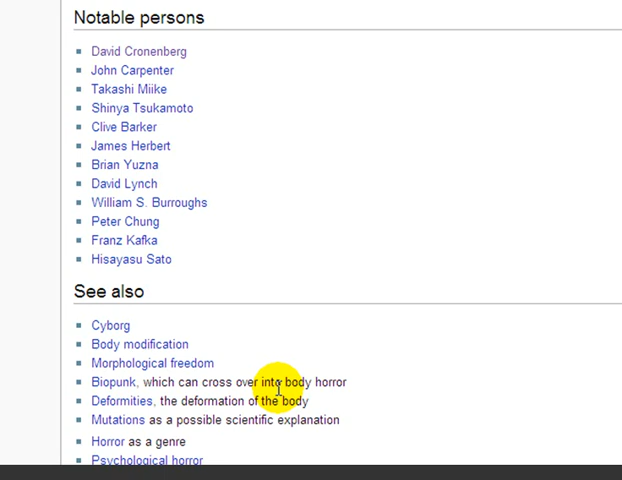 Notable persons
David Cronenberg
John Carpenter
Takashi Miike
Shinya Tsukamoto
Clive Barker
James Herbert
Brian Yuzna
David Lynch
William S. Burroughs
Peter Chung
Franz Kafka
Hisayasu Sato
See also
Cyborg
Body modification
Morphological freedom
Biopunk, which can cross over into body horror
Deformities, the deformation of the body
Mutations as a possible scientific explanation
Horror as a genre
Psychological horror